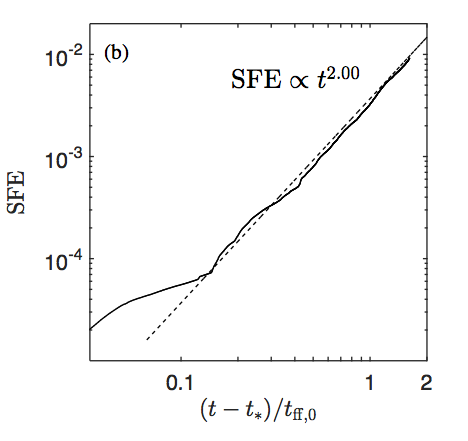 (b)
SFE ∝ t^2.00
10^-2
10^-3
10^-4
SFE
0.1 1 2
(t − t_*)/t_ff,0